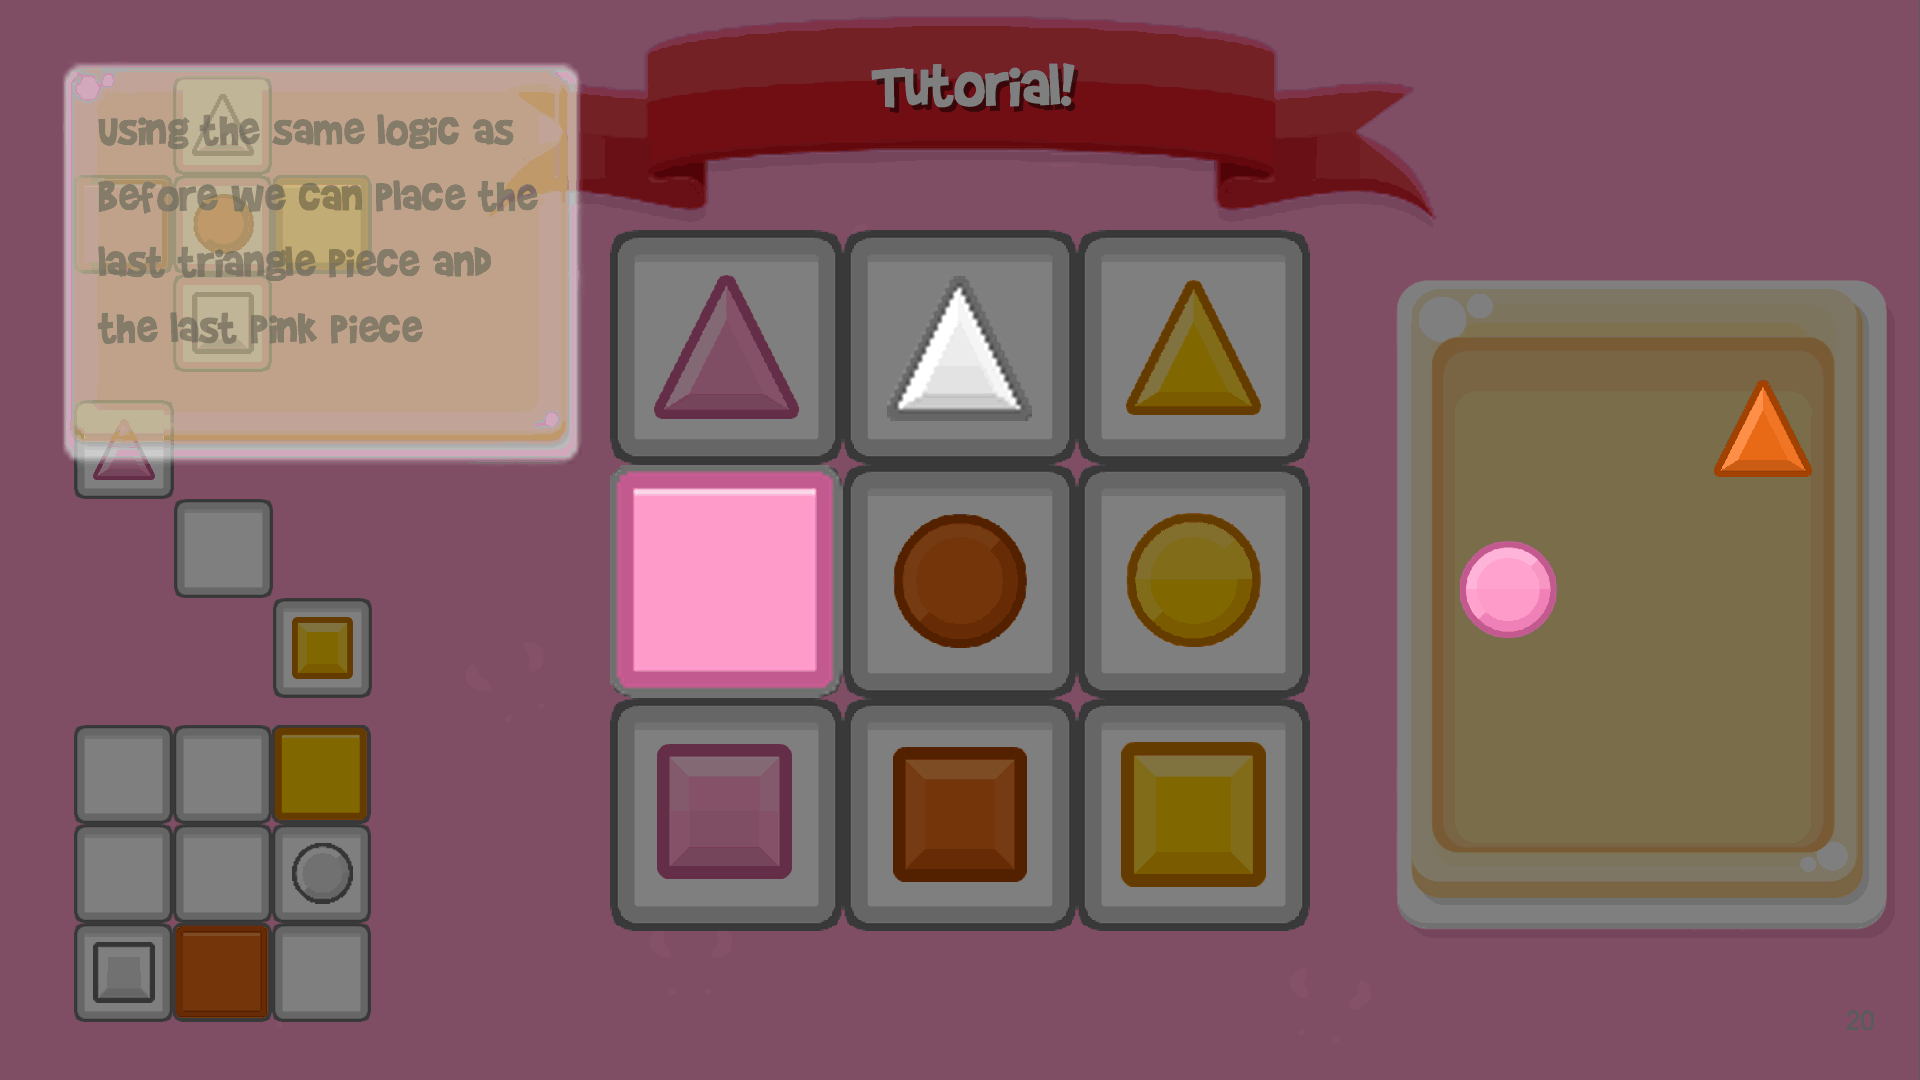 Tutorial!
Using the same logic as
Before we can Place the
last triangle Piece and
the last Pink Piece
20